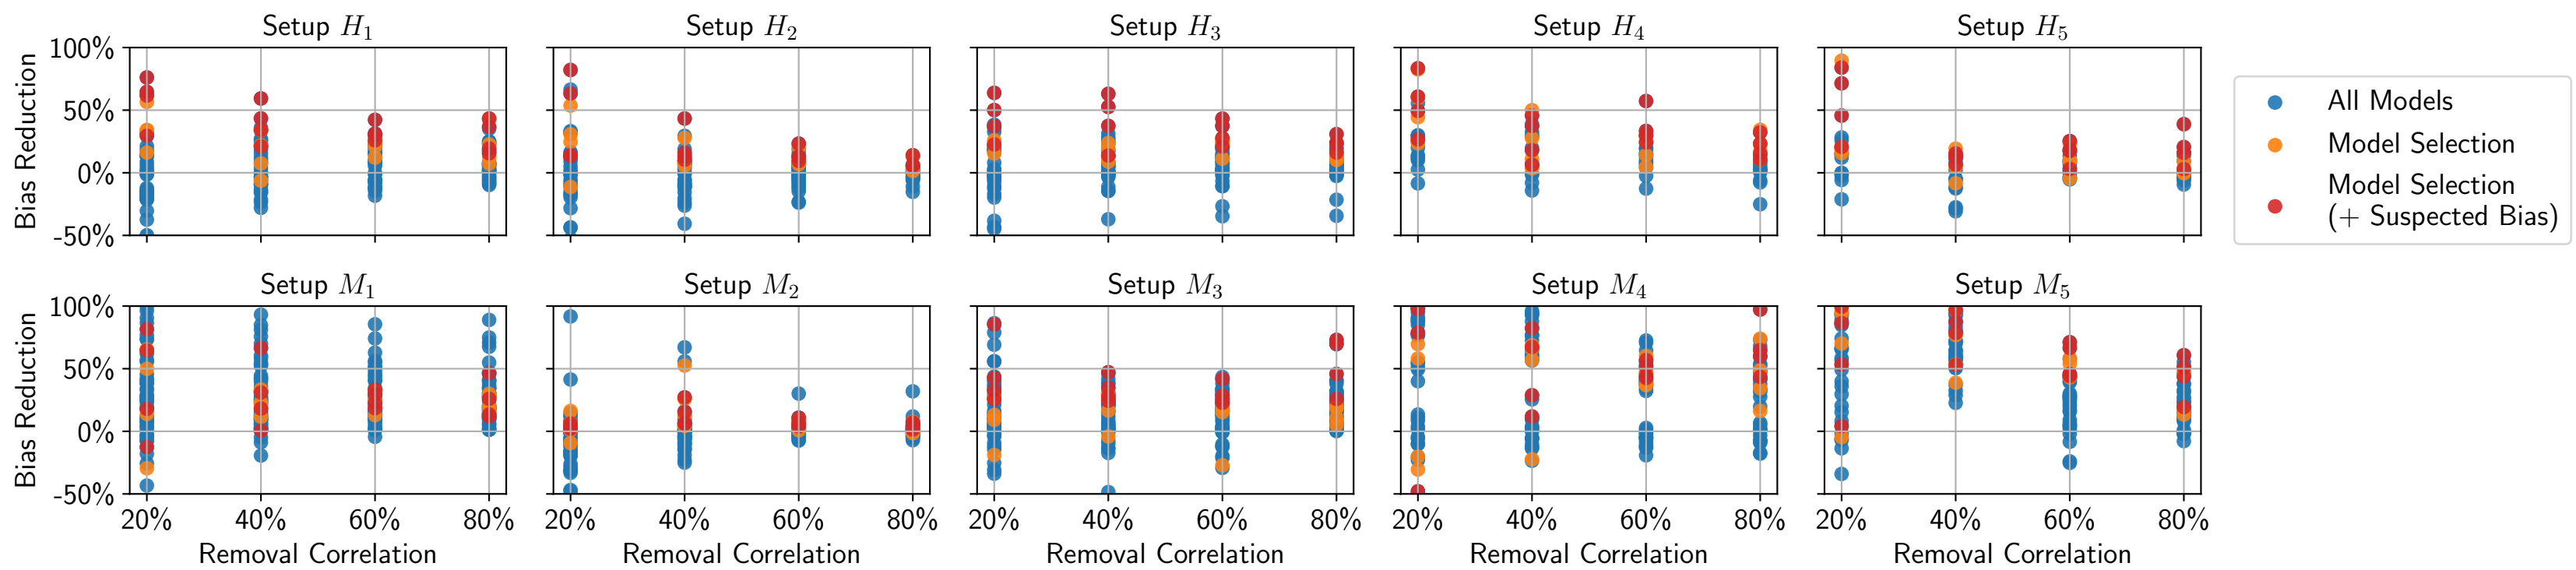 Setup H1 Setup H2 Setup H3 Setup H4 Setup H5
Bias Reduction
100%
50%
0%
-50%
All Models
Model Selection
Model Selection
(+ Suspected Bias)
Setup M1 Setup M2 Setup M3 Setup M4 Setup M5
Bias Reduction
100%
50%
0%
-50%
20% 40% 60% 80% 20% 40% 60% 80% 20% 40% 60% 80% 20% 40% 60% 80% 20% 40% 60% 80%
Removal Correlation Removal Correlation Removal Correlation Removal Correlation Removal Correlation